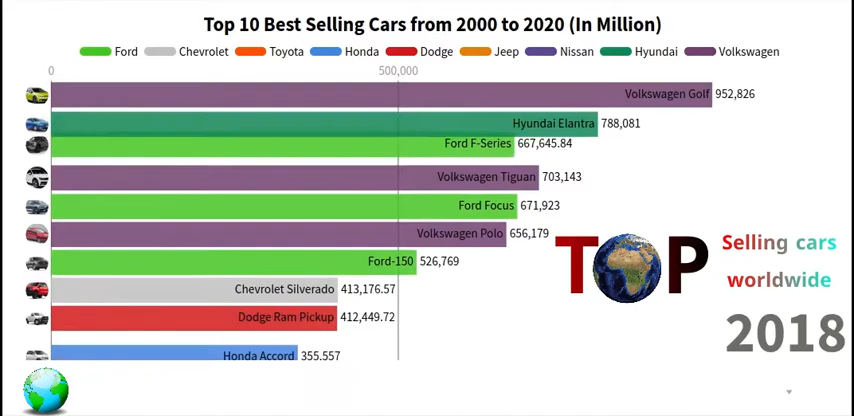 Top 10 Best Selling Cars from 2000 to 2020 (In Million)
Ford Chevrolet Toyota Honda Dodge Jeep Nissan Hyundai Volkswagen
0 500,000
Volkswagen Golf 952,826
Hyundai Elantra 788,081
Ford F-Series 667,645.84
Volkswagen Tiguan 703,143
Ford Focus 671,923
Volkswagen Polo 656,179
Ford-150 526,769
Chevrolet Silverado 413,176.57
Dodge Ram Pickup 412,449.72
Honda Accord 355,557
TOP
Selling cars
worldwide
2018